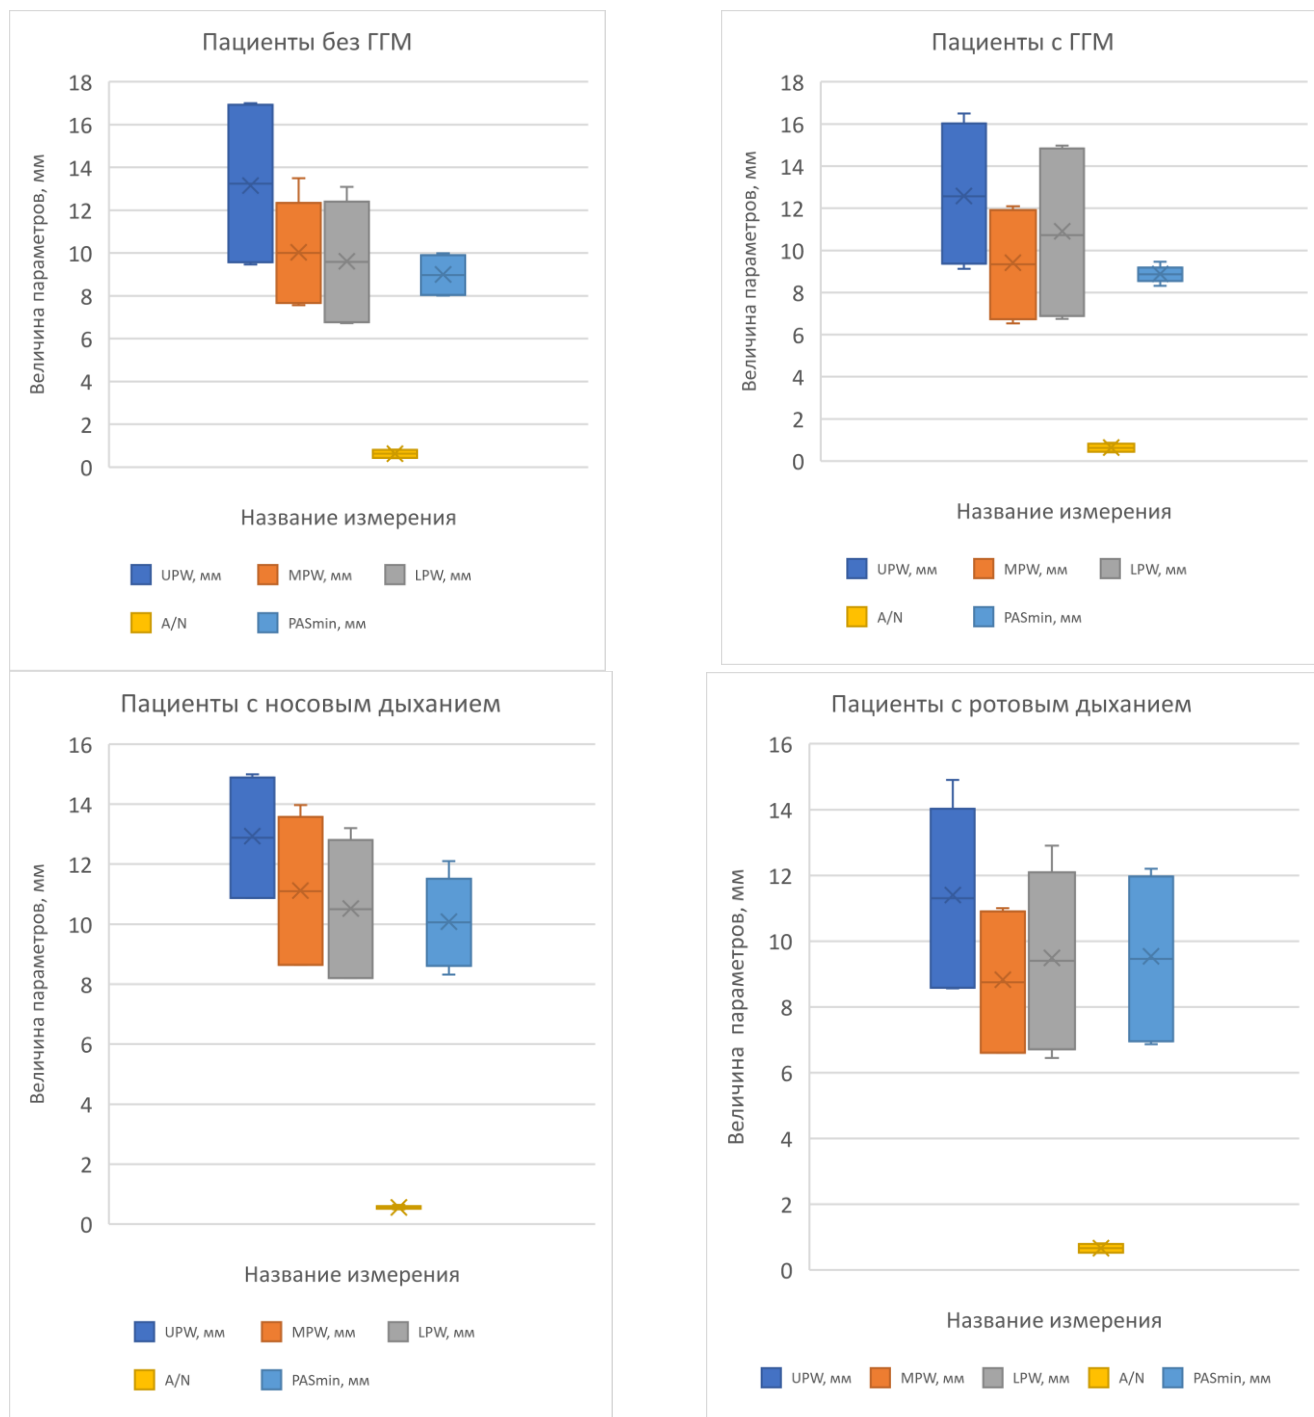 Пациенты без ГГМ
Величина параметров, мм
18
16
14
12
10
8
6
4
2
0
Название измерения
UPW, мм
MPW, мм
LPW, мм
A/N
PASmin, мм
Пациенты с ГГМ
Величина параметров, мм
18
16
14
12
10
8
6
4
2
0
Название измерения
UPW, мм
MPW, мм
LPW, мм
A/N
PASmin, мм
Пациенты с носовым дыханием
Величина параметров, мм
16
14
12
10
8
6
4
2
0
Название измерения
UPW, мм
MPW, мм
LPW, мм
A/N
PASmin, мм
Пациенты с ротовым дыханием
Величина параметров, мм
16
14
12
10
8
6
4
2
0
Название измерения
UPW, мм
MPW, мм
LPW, мм
A/N
PASmin, мм